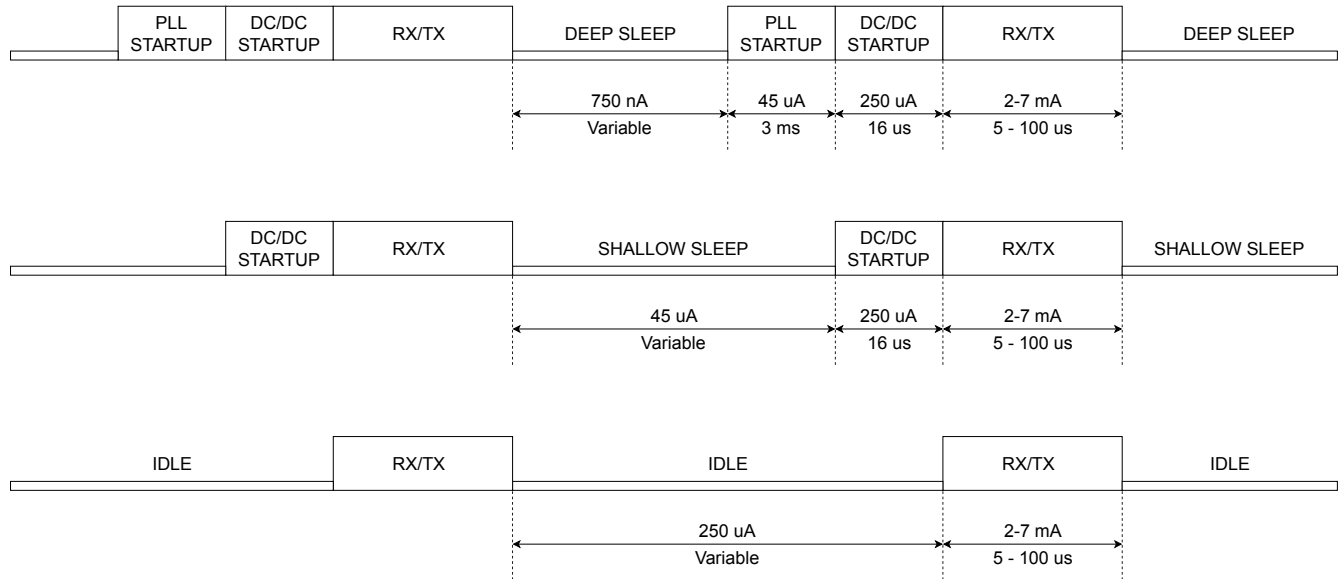 PLL
STARTUP
DC/DC
STARTUP
RX/TX
DEEP SLEEP
PLL
STARTUP
DC/DC
STARTUP
RX/TX
DEEP SLEEP
750 nA
Variable
45 uA
3 ms
250 uA
16 us
2-7 mA
5 - 100 us
DC/DC
STARTUP
RX/TX
SHALLOW SLEEP
DC/DC
STARTUP
RX/TX
SHALLOW SLEEP
45 uA
Variable
250 uA
16 us
2-7 mA
5 - 100 us
IDLE
RX/TX
IDLE
RX/TX
IDLE
250 uA
Variable
2-7 mA
5 - 100 us